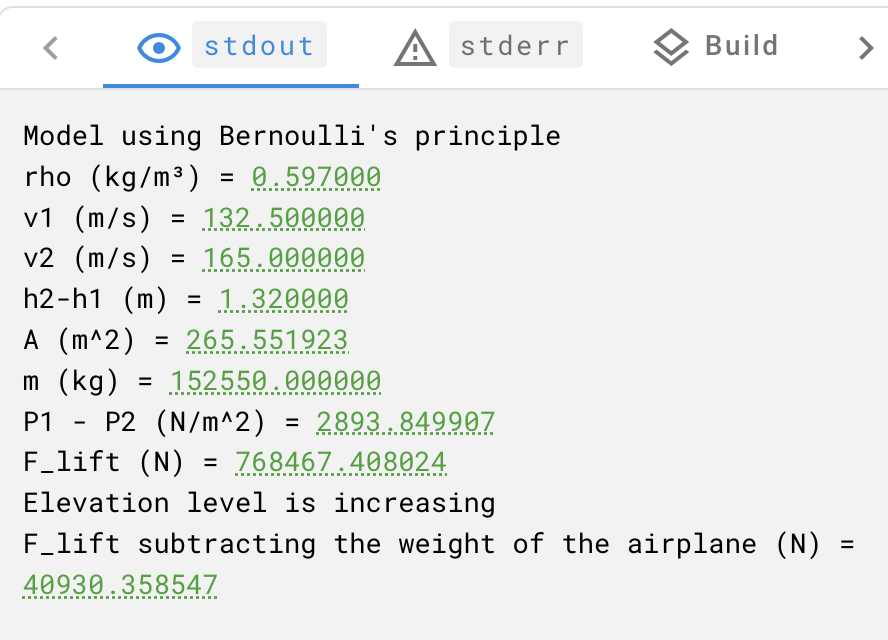 stdout stderr Build
Model using Bernoulli's principle
rho (kg/m³) = 0.597000
v1 (m/s) = 132.500000
v2 (m/s) = 165.000000
h2-h1 (m) = 1.320000
A (m^2) = 265.551923
m (kg) = 152550.000000
P1 - P2 (N/m^2) = 2893.849907
F_lift (N) = 768467.408024
Elevation level is increasing
F_lift subtracting the weight of the airplane (N) =
40930.358547